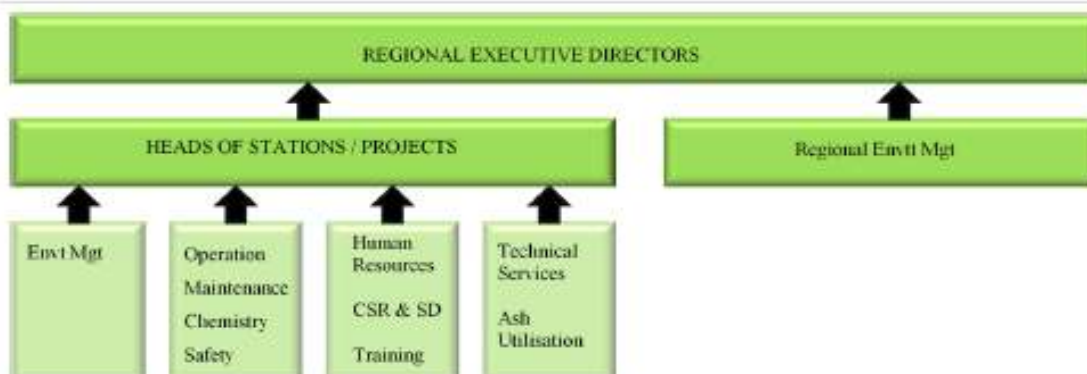 REGIONAL EXECUTIVE DIRECTORS
HEADS OF STATIONS / PROJECTS
Regional Envtt Mgt
Envt Mgt
Operation
Maintenance
Chemistry
Safety
Human
Resources
CSR & SD
Training
Technical
Services
Ash
Utilisation